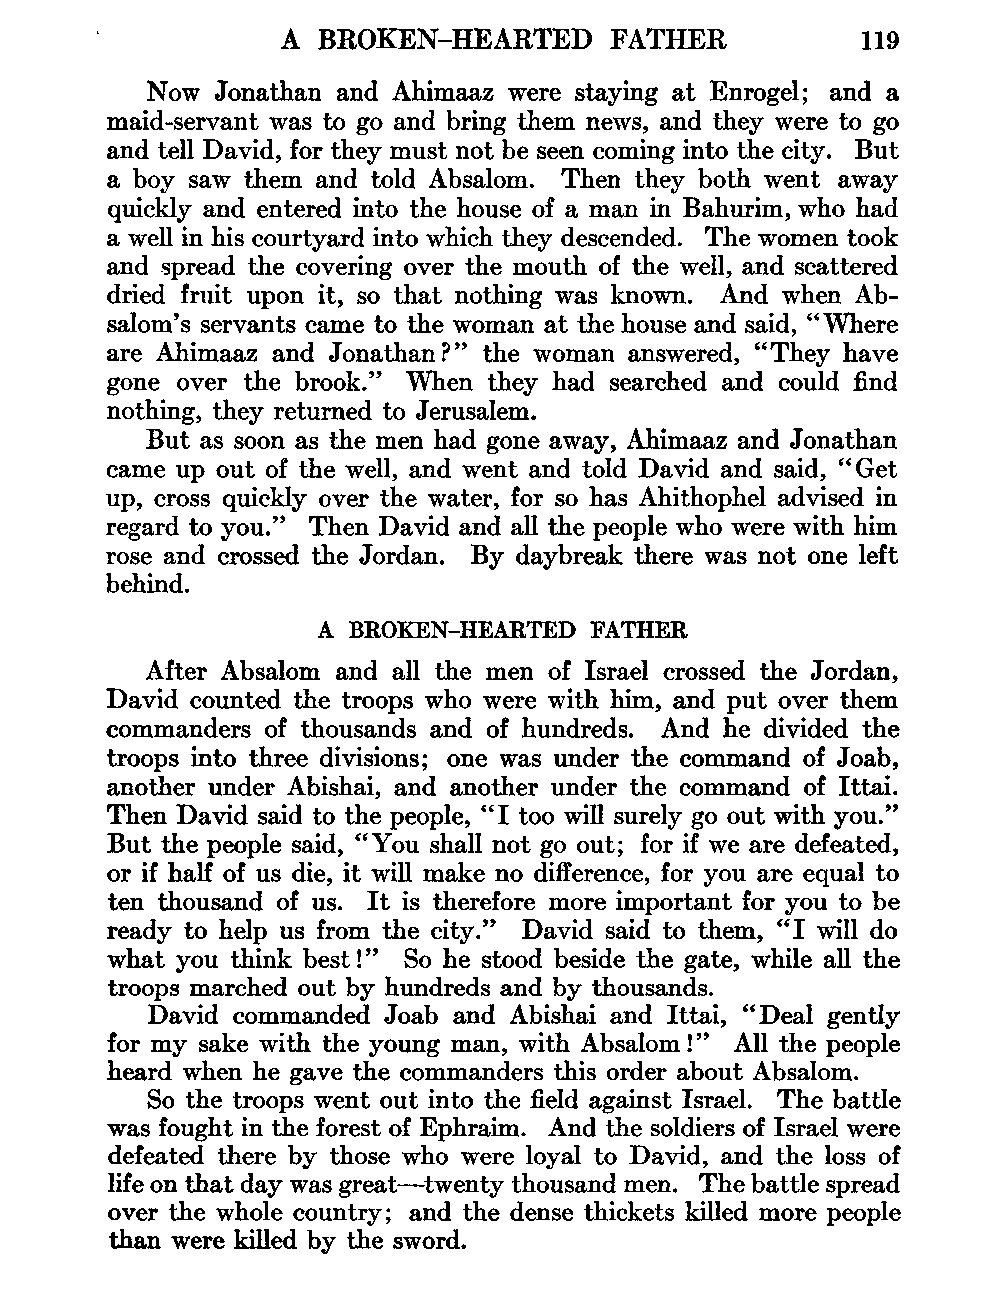 A BROKEN-HEARTED FATHER 119
Now Jonathan and Ahimaaz were staying at Enrogel; and a
maid-servant was to go and bring them news, and they were to go
and tell David, for they must not be seen coming into the city. But
a boy saw them and told Absalom. Then they both went away
quickly and entered into the house of a man in Bahurim, who had
a well in his courtyard into which they descended. The women took
and spread the covering over the mouth of the well, and scattered
dried fruit upon it, so that nothing was known. And when Ab-
salom's servants came to the woman at the house and said, "Where
are Ahimaaz and Jonathan?" the woman answered, "They have
gone over the brook." When they had searched and could find
nothing, they returned to Jerusalem.
But as soon as the men had gone away, Ahimaaz and Jonathan
came up out of the well, and went and told David and said, "Get
up, cross quickly over the water, for so has Ahithophel advised in
regard to you." Then David and all the people who were with him
rose and crossed the Jordan. By daybreak there was not one left
behind.
A BROKEN-HEARTED FATHER
After Absalom and all the men of Israel crossed the Jordan,
David counted the troops who were with him, and put over them
commanders of thousands and of hundreds. And he divided the
troops into three divisions; one was under the command of Joab,
another under Abishai, and another under the command of Ittai.
Then David said to the people, "I too will surely go out with you."
But the people said, "You shall not go out; for if we are defeated,
or if half of us die, it will make no difference, for you are equal to
ten thousand of us. It is therefore more important for you to be
ready to help us from the city." David said to them, "I will do
what you think best!" So he stood beside the gate, while all the
troops marched out by hundreds and by thousands.
David commanded Joab and Abishai and Ittai, "Deal gently
for my sake with the young man, with Absalom!" All the people
heard when he gave the commanders this order about Absalom.
So the troops went out into the field against Israel. The battle
was fought in the forest of Ephraim. And the soldiers of Israel were
defeated there by those who were loyal to David, and the loss of
life on that day was great—twenty thousand men. The battle spread
over the whole country; and the dense thickets killed more people
than were killed by the sword.